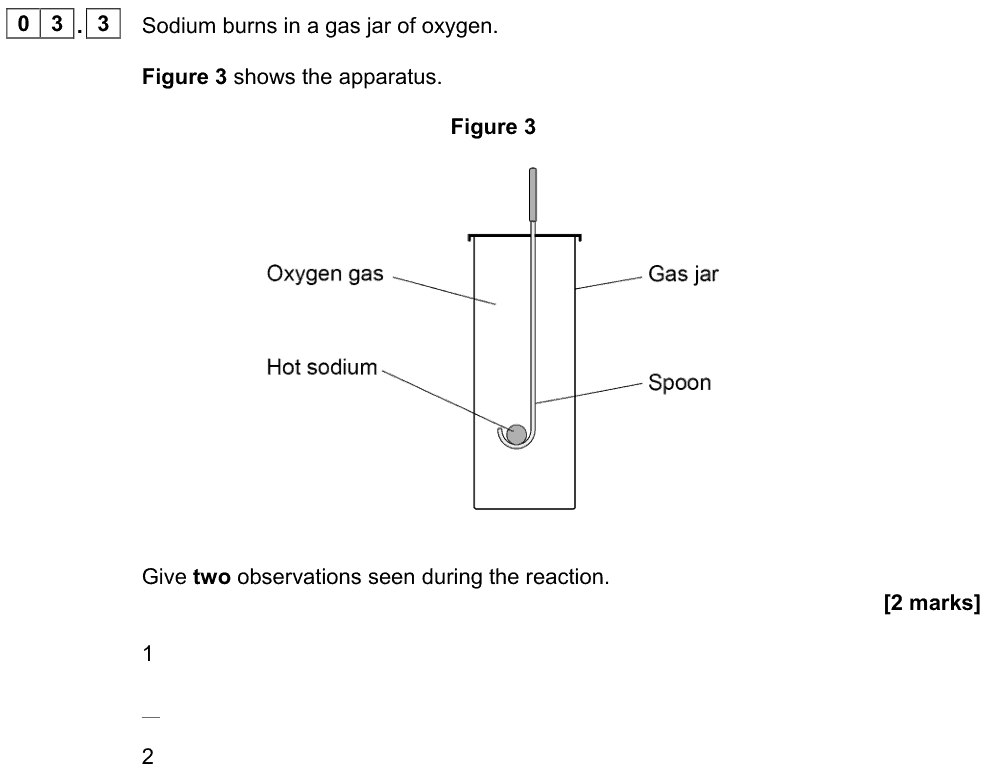 0 3 . 3 Sodium burns in a gas jar of oxygen.
Figure 3 shows the apparatus.
Figure 3
Oxygen gas
Gas jar
Hot sodium
Spoon
Give two observations seen during the reaction.
[2 marks]
1
2